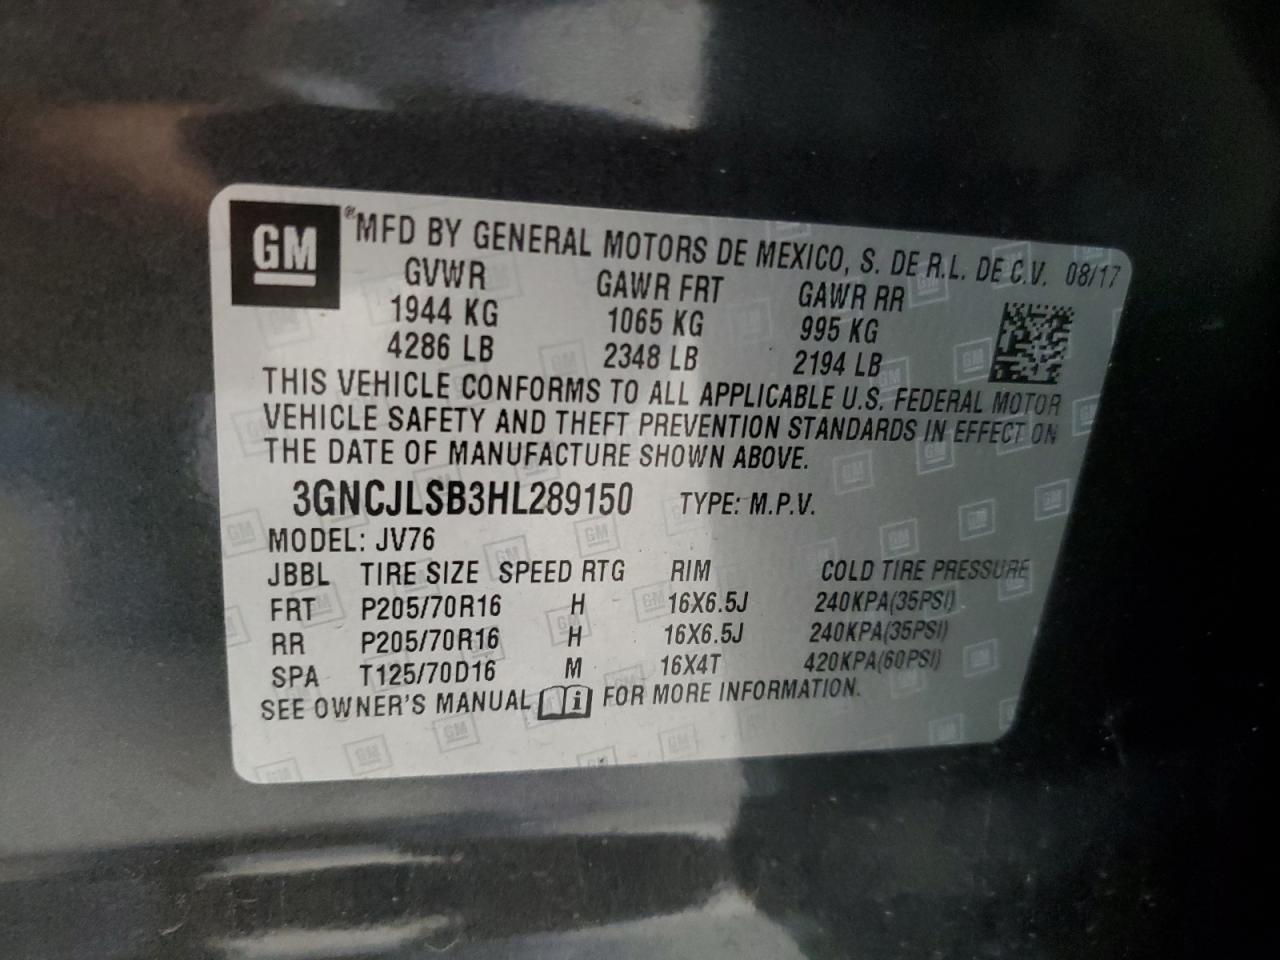 GM ®MFD BY GENERAL MOTORS DE MEXICO, S. DE R.L. DE C.V. 08/17
GVWR GAWR FRT GAWR RR
1944 KG 1065 KG 995 KG
4286 LB 2348 LB 2194 LB
THIS VEHICLE CONFORMS TO ALL APPLICABLE U.S. FEDERAL MOTOR
VEHICLE SAFETY AND THEFT PREVENTION STANDARDS IN EFFECT ON
THE DATE OF MANUFACTURE SHOWN ABOVE.
3GNCJLSB3HL289150 TYPE: M.P.V.
MODEL: JV76
JBBL TIRE SIZE SPEED RTG RIM COLD TIRE PRESSURE
FRT P205/70R16 H 16X6.5J 240KPA(35PSI)
RR P205/70R16 H 16X6.5J 240KPA(35PSI)
SPA T125/70D16 M 16X4T 420KPA(60PSI)
SEE OWNER'S MANUAL i FOR MORE INFORMATION.